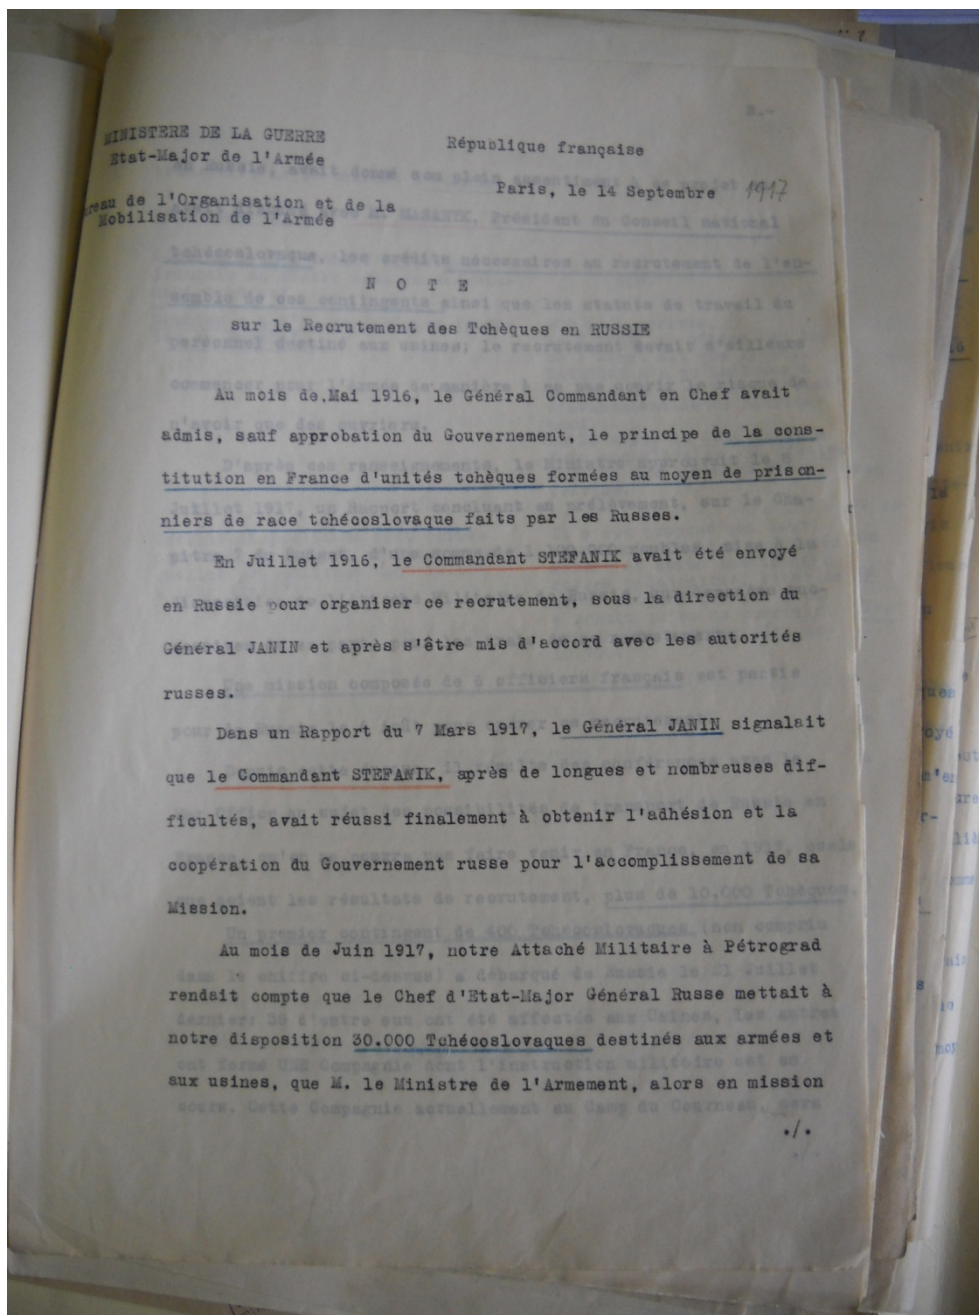 MINISTERE DE LA GUERRE
Etat-Major de l'Armée
République française
Paris, le 14 Septembre 1917
Bureau de l'Organisation et de la
Mobilisation de l'Armée
N O T E
sur le Recrutement des Tchèques en RUSSIE
Au mois de Mai 1916, le Général Commandant en Chef avait
admis, sauf approbation du Gouvernement, le principe de la cons-
titution en France d'unités tchèques formées au moyen de prison-
niers de race tchécoslovaque faits par les Russes.
En Juillet 1916, le Commandant STEFANIK avait été envoyé
en Russie pour organiser ce recrutement, sous la direction du
Général JANIN et après s'être mis d'accord avec les autorités
russes.
Dans un Rapport du 7 Mars 1917, le Général JANIN signalait
que le Commandant STEFANIK, après de longues et nombreuses dif-
ficultés, avait réussi finalement à obtenir l'adhésion et la
coopération du Gouvernement russe pour l'accomplissement de sa
Mission.
Au mois de Juin 1917, notre Attaché Militaire à Pétrograd
rendait compte que le Chef d'Etat-Major Général Russe mettait à
notre disposition 30.000 Tchécoslovaques destinés aux armées et
aux usines, que M. le Ministre de l'Armement, alors en mission
./.